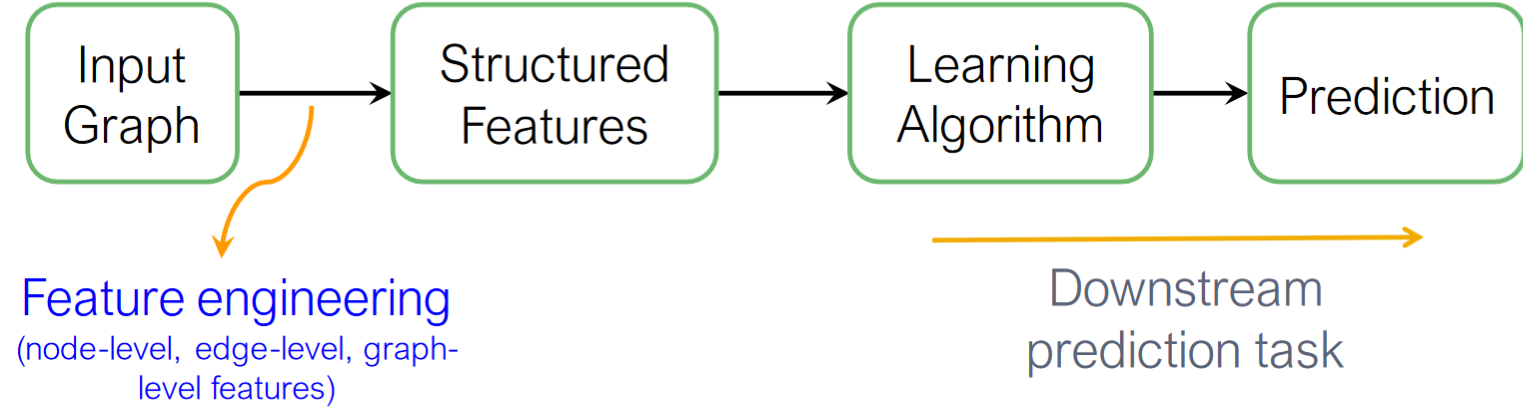 Input
Graph
Structured
Features
Learning
Algorithm
Prediction
Feature engineering
(node-level, edge-level, graph-
level features)
Downstream
prediction task